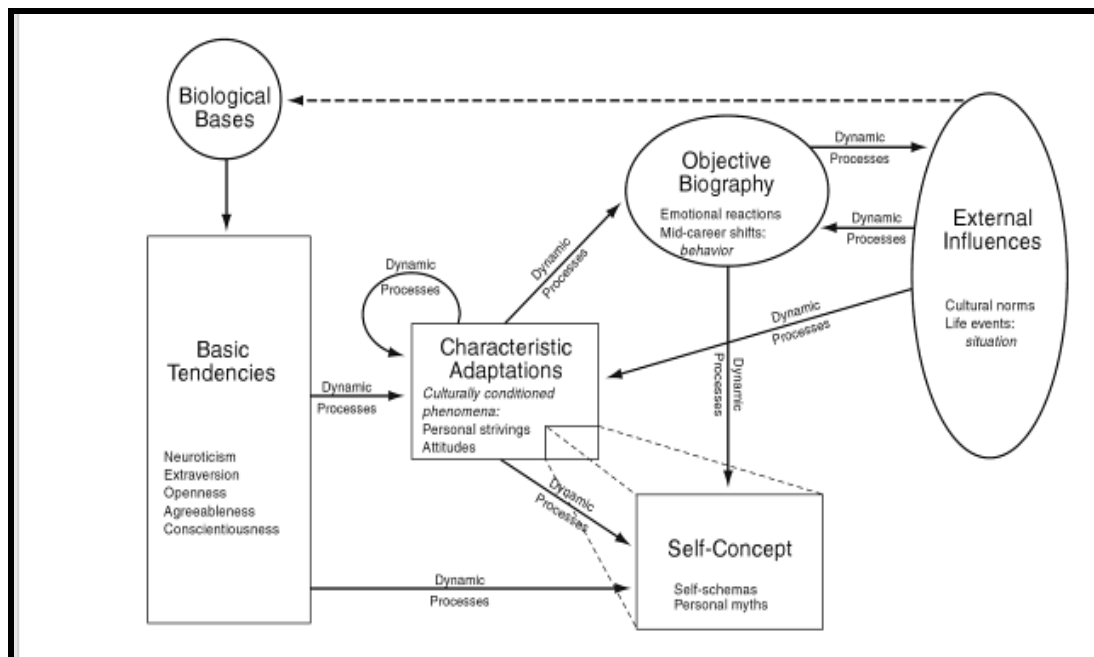 Biological
Bases
Objective
Biography
Emotional reactions
Mid-career shifts:
behavior
Dynamic
Processes
Dynamic
Processes
External
Influences
Cultural norms
Life events:
situation
Dynamic
Processes
Dynamic
Processes
Dynamic
Processes
Basic
Tendencies
Neuroticism
Extraversion
Openness
Agreeableness
Conscientiousness
Dynamic
Processes
Characteristic
Adaptations
Culturally conditioned
phenomena:
Personal strivings
Attitudes
Dynamic
Processes
Dynamic
Processes
Self-Concept
Self-schemas
Personal myths
Dynamic
Processes